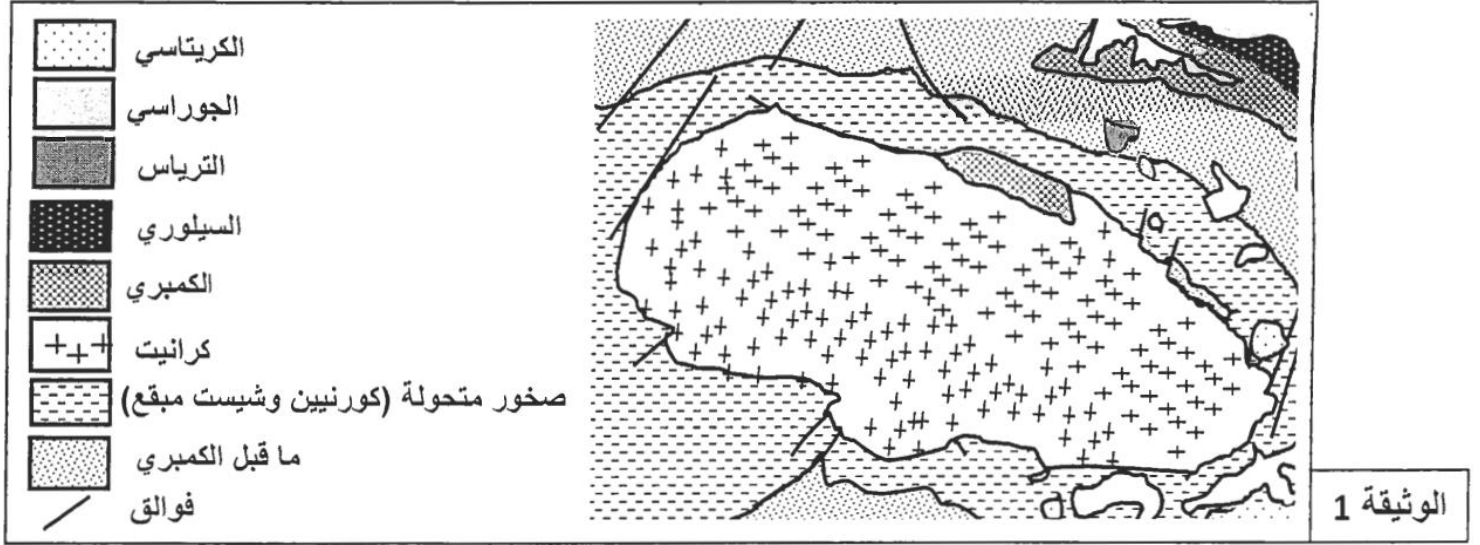 الكريتاسي
الجوراسي
الترياس
السيلوري
الكمبري
كرانيت
صخور متحولة (كورنيين وشيست مبقع)
ما قبل الكمبري
فوالق
الوثيقة 1